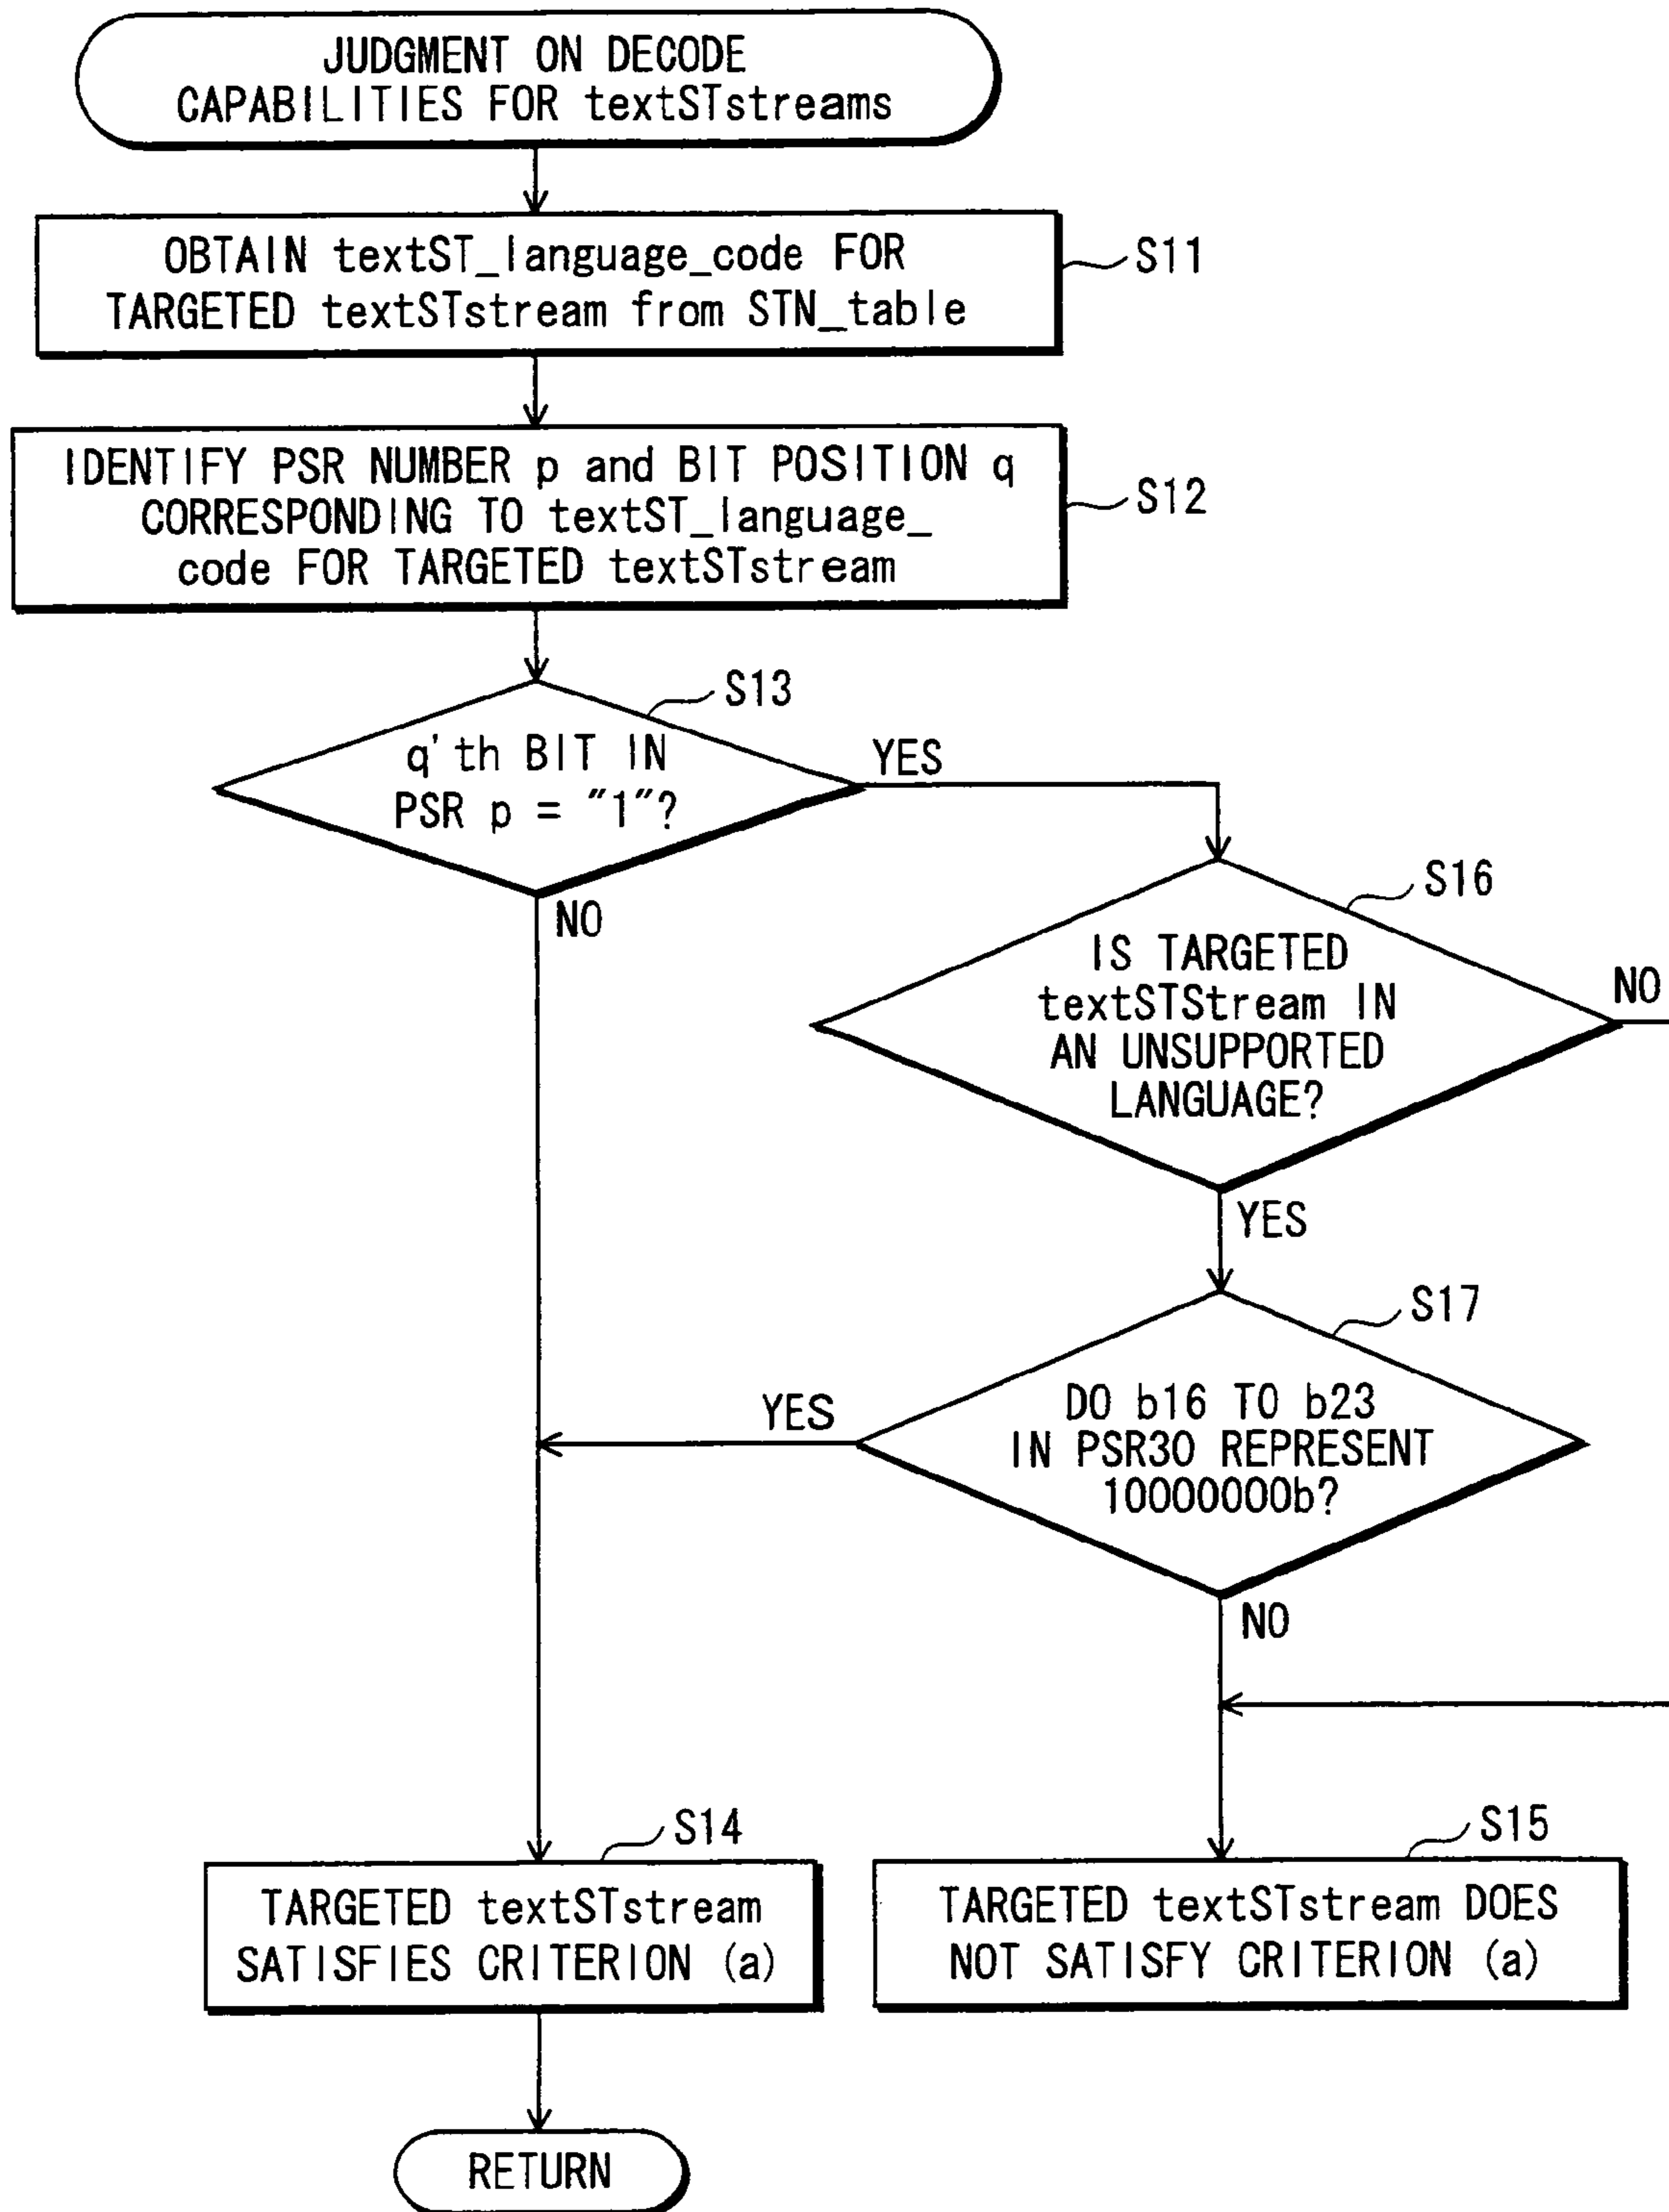 JUDGMENT ON DECODE
CAPABILITIES FOR textSTstreams
OBTAIN textST_language_code FOR
TARGETED textSTstream from STN_table
S11
IDENTIFY PSR NUMBER p and BIT POSITION q
CORRESPONDING TO textST_language_
code FOR TARGETED textSTstream
S12
S13
q'th BIT IN
PSR p = "1"?
YES
NO
S16
IS TARGETED
textSTStream IN
AN UNSUPPORTED
LANGUAGE?
NO
YES
S17
DO b16 TO b23
IN PSR30 REPRESENT
10000000b?
YES
NO
S14
TARGETED textSTstream
SATISFIES CRITERION (a)
S15
TARGETED textSTstream DOES
NOT SATISFY CRITERION (a)
RETURN